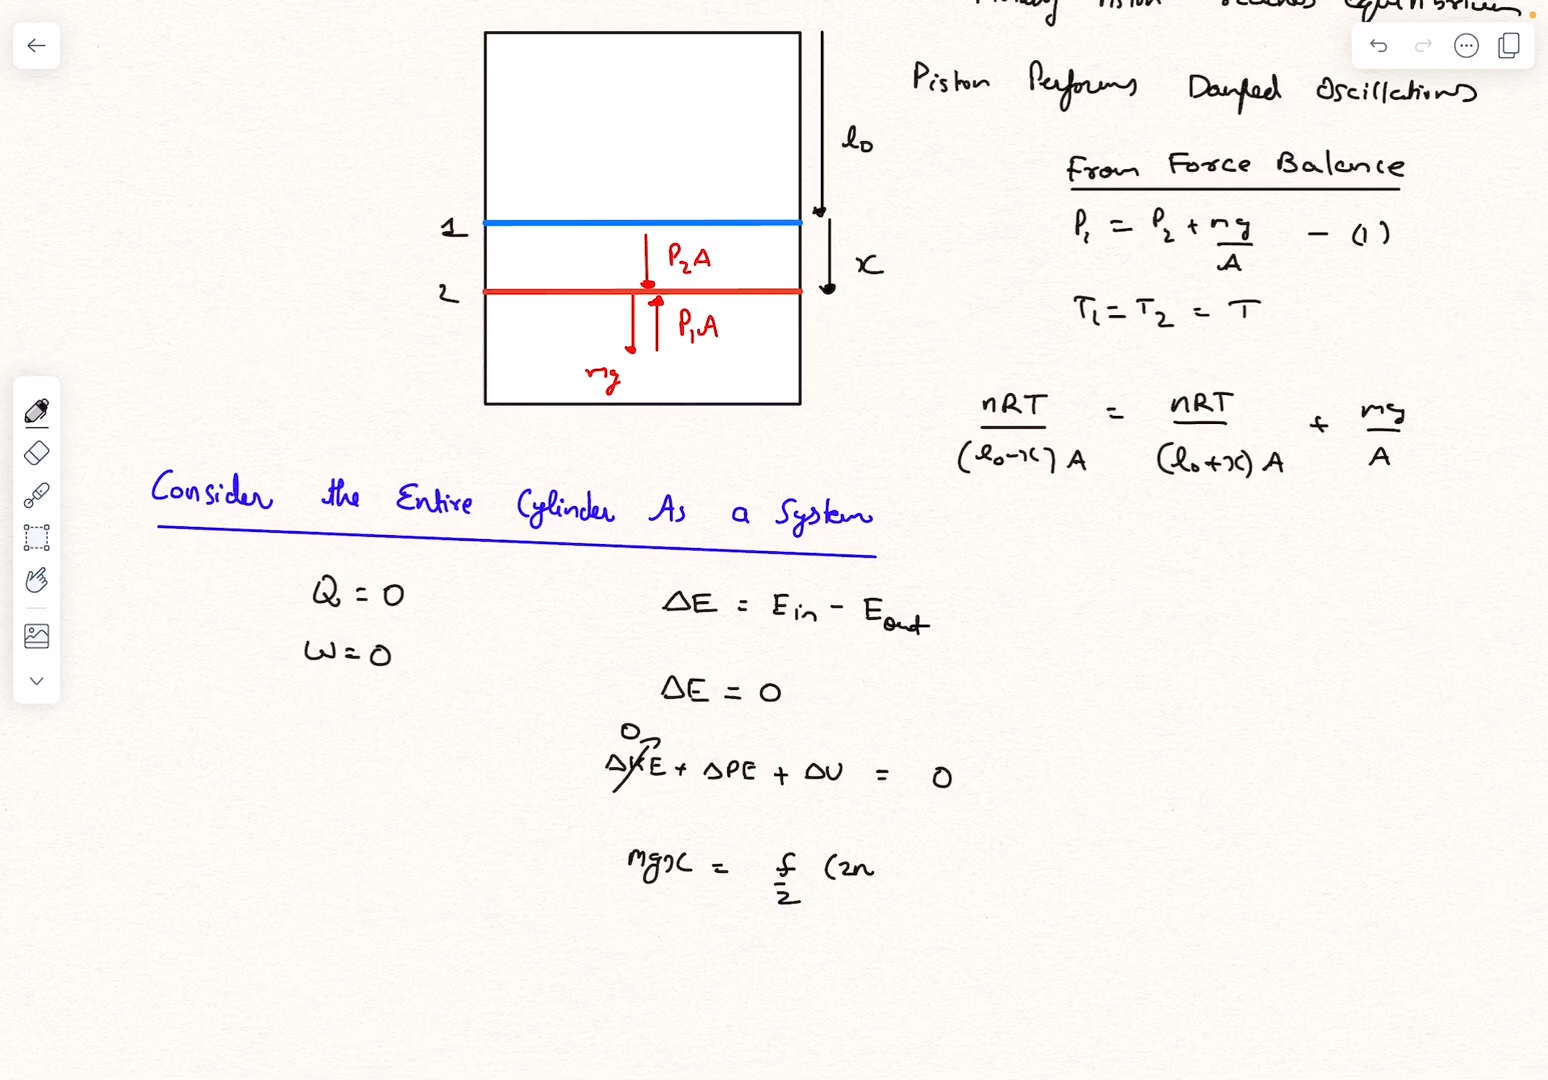 Piston Performs Damped Oscillations
l₀
From Force Balance
1
P₂A
x
P₁ = P₂ + mg/A - (1)
2
P₁A
T₁ = T₂ = T
mg
nRT/(l₀-x)A = nRT/(l₀+x)A + mg/A
Consider the Entire Cylinder As a System
Q = 0
ΔE = Ein - Eout
W = 0
ΔE = 0
0
ΔKE + ΔPE + ΔU = 0
mgx = f/2 (2n